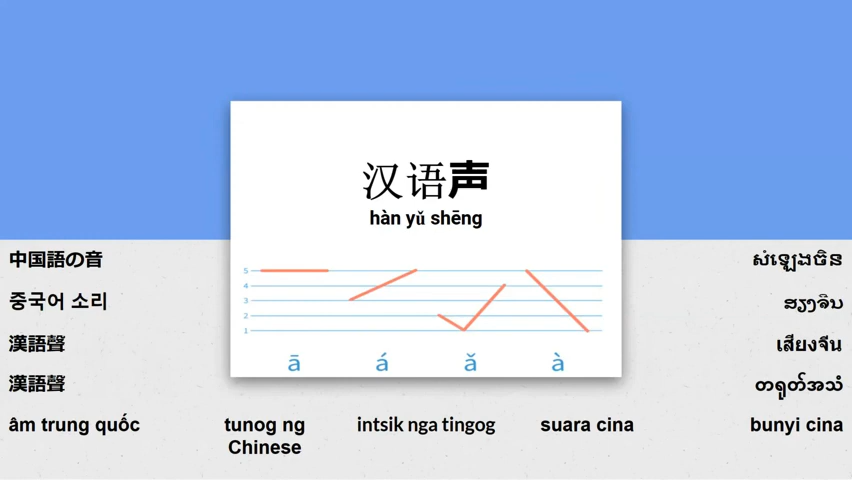 汉语声
hàn yǔ shēng
5
4
3
2
1
ā á ǎ à
中国語の音
중국어 소리
漢語聲
漢語聲
âm trung quốc
tunog ng
Chinese
intsik nga tingog
suara cina
សំឡេងចិន
ສຽງຈີນ
เสียงจีน
တရုတ်အသံ
bunyi cina